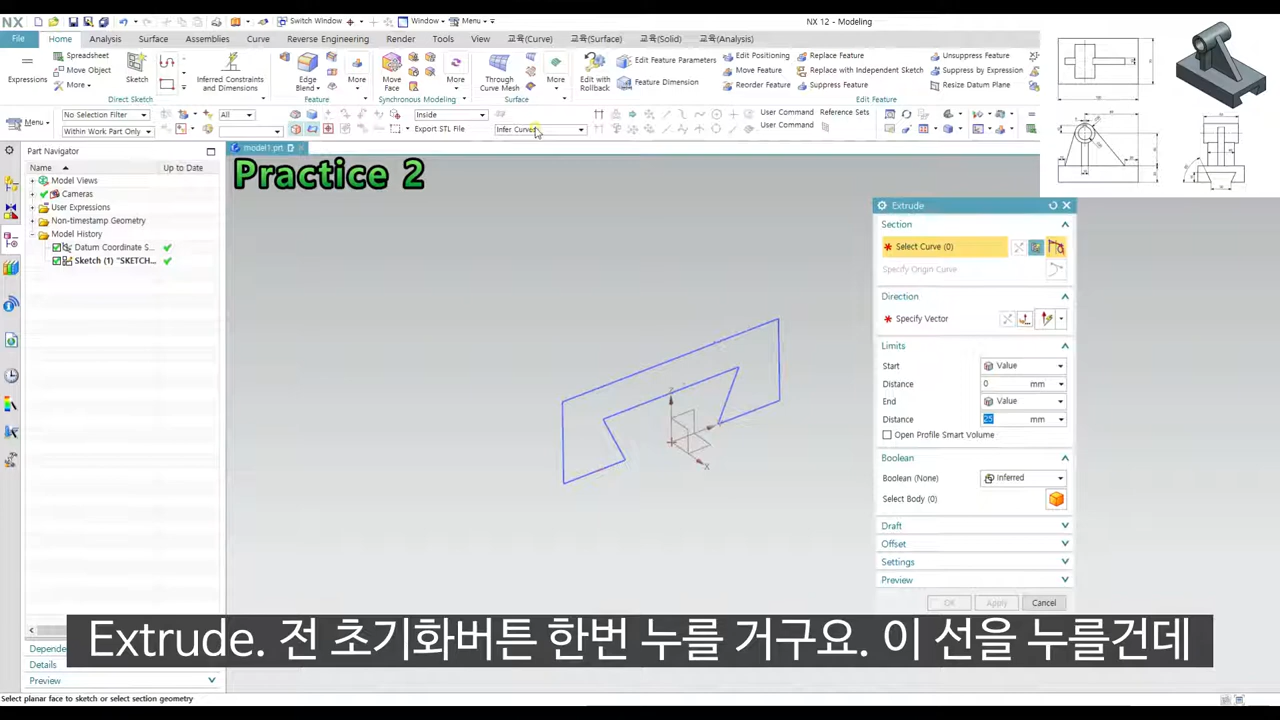 NX
Switch Window
Window
Menu
NX 12 - Modeling
File
Home
Analysis
Surface
Assemblies
Curve
Reverse Engineering
Render
Tools
View
교육(Curve)
교육(Surface)
교육(Solid)
교육(Analysis)
Expressions
Spreadsheet
Move Object
More
Sketch
Direct Sketch
Inferred Constraints
and Dimensions
Edge
Blend
More
Feature
Move
Face
More
Synchronous Modeling
Through
Curve Mesh
More
Surface
Edit with
Rollback
Edit Feature Parameters
Feature Dimension
Edit Positioning
Move Feature
Reorder Feature
Replace Feature
Replace with Independent Sketch
Suppress Feature
Unsuppress Feature
Suppress by Expression
Resize Datum Plane
Edit Feature
Menu
No Selection Filter
Within Work Part Only
All
Inside
Export STL File
Infer Curves
User Command
User Command
Reference Sets
Part Navigator
Name
Up to Date
Model Views
Cameras
User Expressions
Non-timestamp Geometry
Model History
Datum Coordinate S...
Sketch (1) "SKETCH...
Details
Preview
model1.prt
Practice 2
Z
X
Extrude
Section
Select Curve (0)
Specify Origin Curve
Direction
Specify Vector
Limits
Start
Value
Distance
0 mm
End
Value
Distance
25 mm
Open Profile Smart Volume
Boolean
Boolean (None)
Inferred
Select Body (0)
Draft
Offset
Settings
Preview
OK
Apply
Cancel
Extrude. 전 초기화버튼 한번 누를 거구요. 이 선을 누를건데
Select planar face to sketch or select section geometry